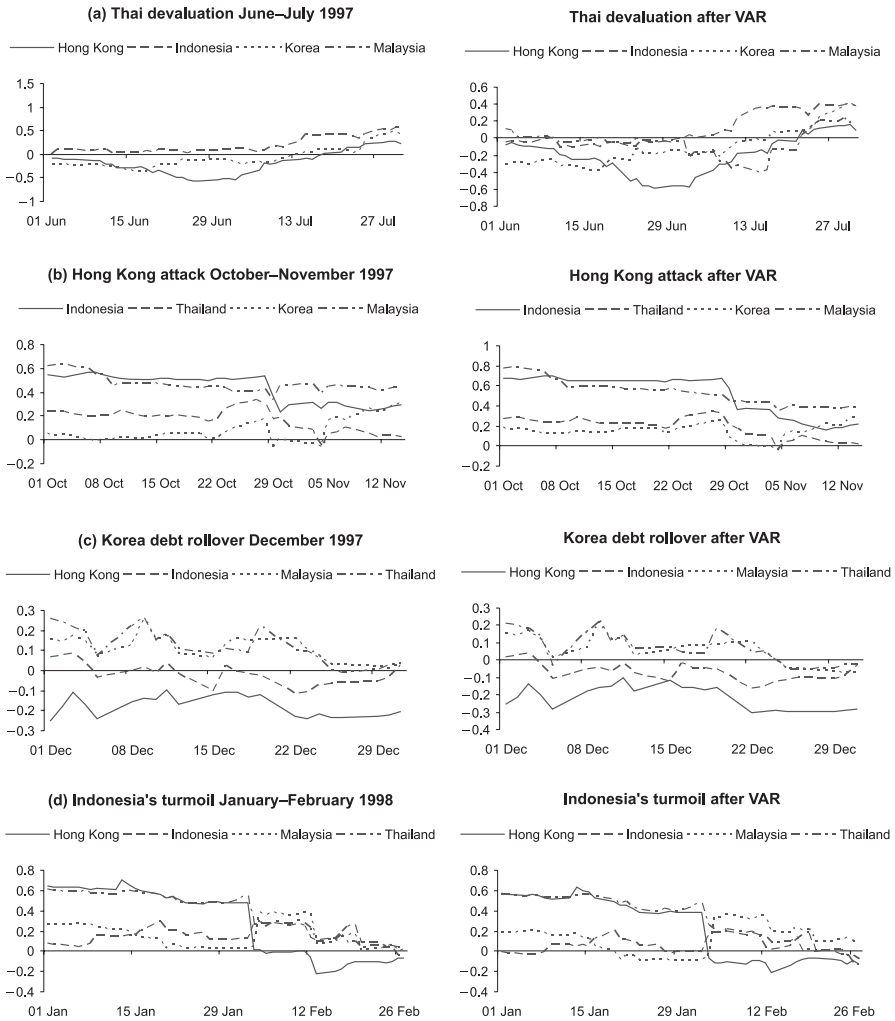 (a) Thai devaluation June–July 1997
Hong Kong Indonesia Korea Malaysia
1.5
1
0.5
0
−0.5
−1
01 Jun 15 Jun 29 Jun 13 Jul 27 Jul
Thai devaluation after VAR
Hong Kong Indonesia Korea Malaysia
0.6
0.4
0.2
0
−0.2
−0.4
−0.6
−0.8
01 Jun 15 Jun 29 Jun 13 Jul 27 Jul
(b) Hong Kong attack October–November 1997
Indonesia Thailand Korea Malaysia
0.8
0.6
0.4
0.2
0
−0.2
01 Oct 08 Oct 15 Oct 22 Oct 29 Oct 05 Nov 12 Nov
Hong Kong attack after VAR
Indonesia Thailand Korea Malaysia
1
0.8
0.6
0.4
0.2
0
−0.2
01 Oct 08 Oct 15 Oct 22 Oct 29 Oct 05 Nov 12 Nov
(c) Korea debt rollover December 1997
Hong Kong Indonesia Malaysia Thailand
0.3
0.2
0.1
0
−0.1
−0.2
−0.3
01 Dec 08 Dec 15 Dec 22 Dec 29 Dec
Korea debt rollover after VAR
Hong Kong Indonesia Malaysia Thailand
0.3
0.2
0.1
0
−0.1
−0.2
−0.3
−0.4
01 Dec 08 Dec 15 Dec 22 Dec 29 Dec
(d) Indonesia's turmoil January–February 1998
Hong Kong Indonesia Malaysia Thailand
0.8
0.6
0.4
0.2
0
−0.2
−0.4
01 Jan 15 Jan 29 Jan 12 Feb 26 Feb
Indonesia's turmoil after VAR
Hong Kong Indonesia Malaysia Thailand
0.8
0.6
0.4
0.2
0
−0.2
−0.4
01 Jan 15 Jan 29 Jan 12 Feb 26 Feb